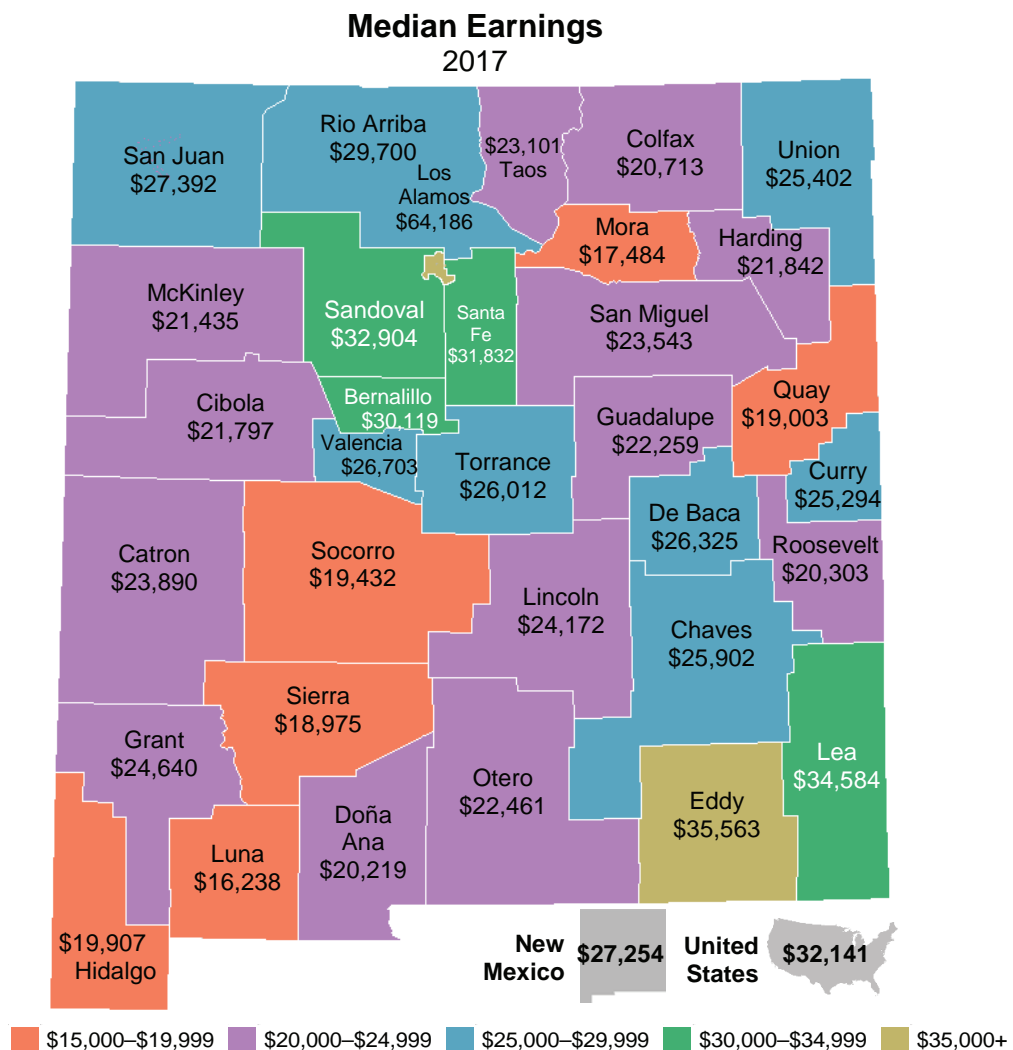 Median Earnings
2017
San Juan
$27,392
Rio Arriba
$29,700
Los
Alamos
$64,186
$23,101
Taos
Colfax
$20,713
Union
$25,402
Mora
$17,484
Harding
$21,842
McKinley
$21,435
Sandoval
$32,904
Santa
Fe
$31,832
San Miguel
$23,543
Quay
$19,003
Cibola
$21,797
Bernalillo
$30,119
Valencia
$26,703
Torrance
$26,012
Guadalupe
$22,259
Curry
$25,294
De Baca
$26,325
Roosevelt
$20,303
Catron
$23,890
Socorro
$19,432
Lincoln
$24,172
Chaves
$25,902
Sierra
$18,975
Grant
$24,640
Otero
$22,461
Lea
$34,584
Eddy
$35,563
Doña
Ana
$20,219
Luna
$16,238
$19,907
Hidalgo
New
Mexico
$27,254
United
States
$32,141
$15,000–$19,999
$20,000–$24,999
$25,000–$29,999
$30,000–$34,999
$35,000+